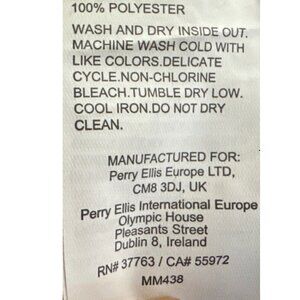 100% POLYESTER
WASH AND DRY INSIDE OUT.
MACHINE WASH COLD WITH
LIKE COLORS.DELICATE
CYCLE.NON-CHLORINE
BLEACH.TUMBLE DRY LOW.
COOL IRON.DO NOT DRY
CLEAN.
MANUFACTURED FOR:
Perry Ellis Europe LTD,
CM8 3DJ, UK
Perry Ellis International Europe
Olympic House
Pleasants Street
Dublin 8, Ireland
RN# 37763 / CA# 55972
MM438